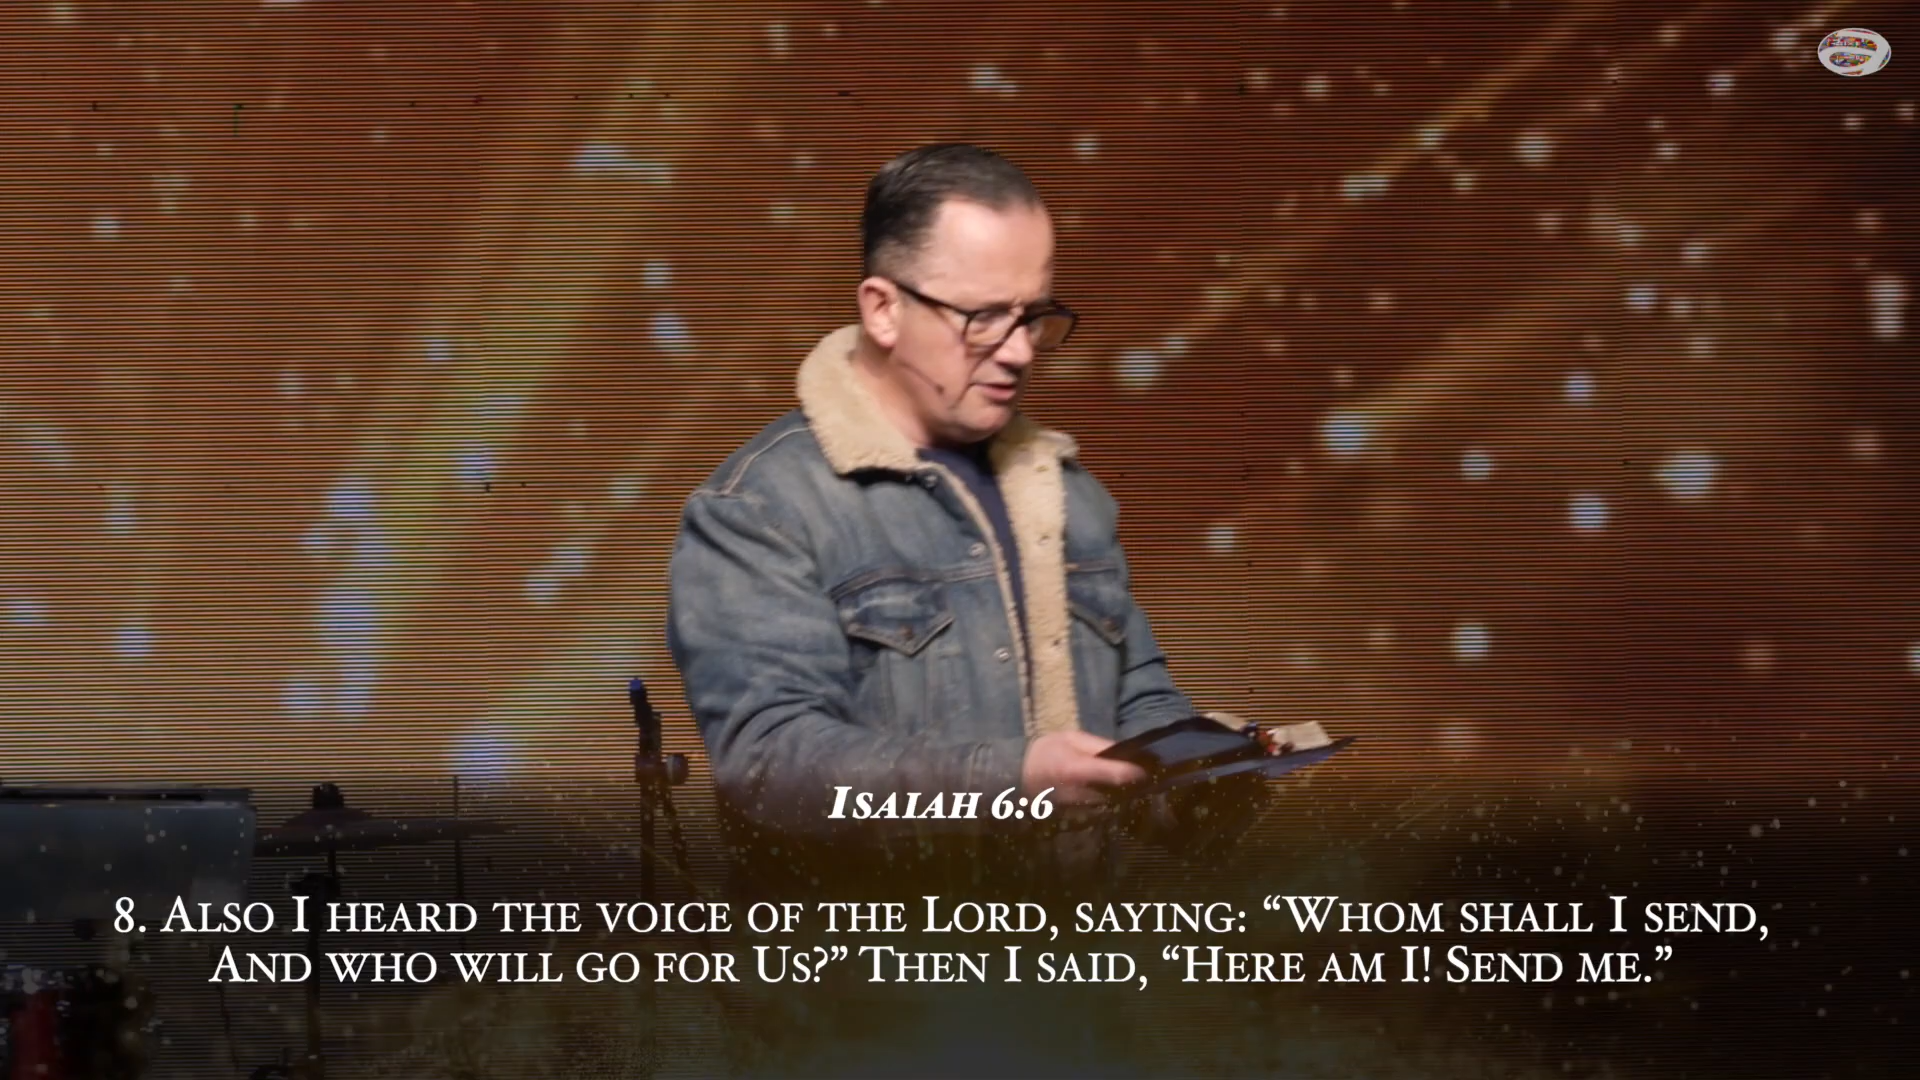 Isaiah 6:6
8. Also I heard the voice of the Lord, saying: “Whom shall I send,
And who will go for Us?” Then I said, “Here am I! Send me.”